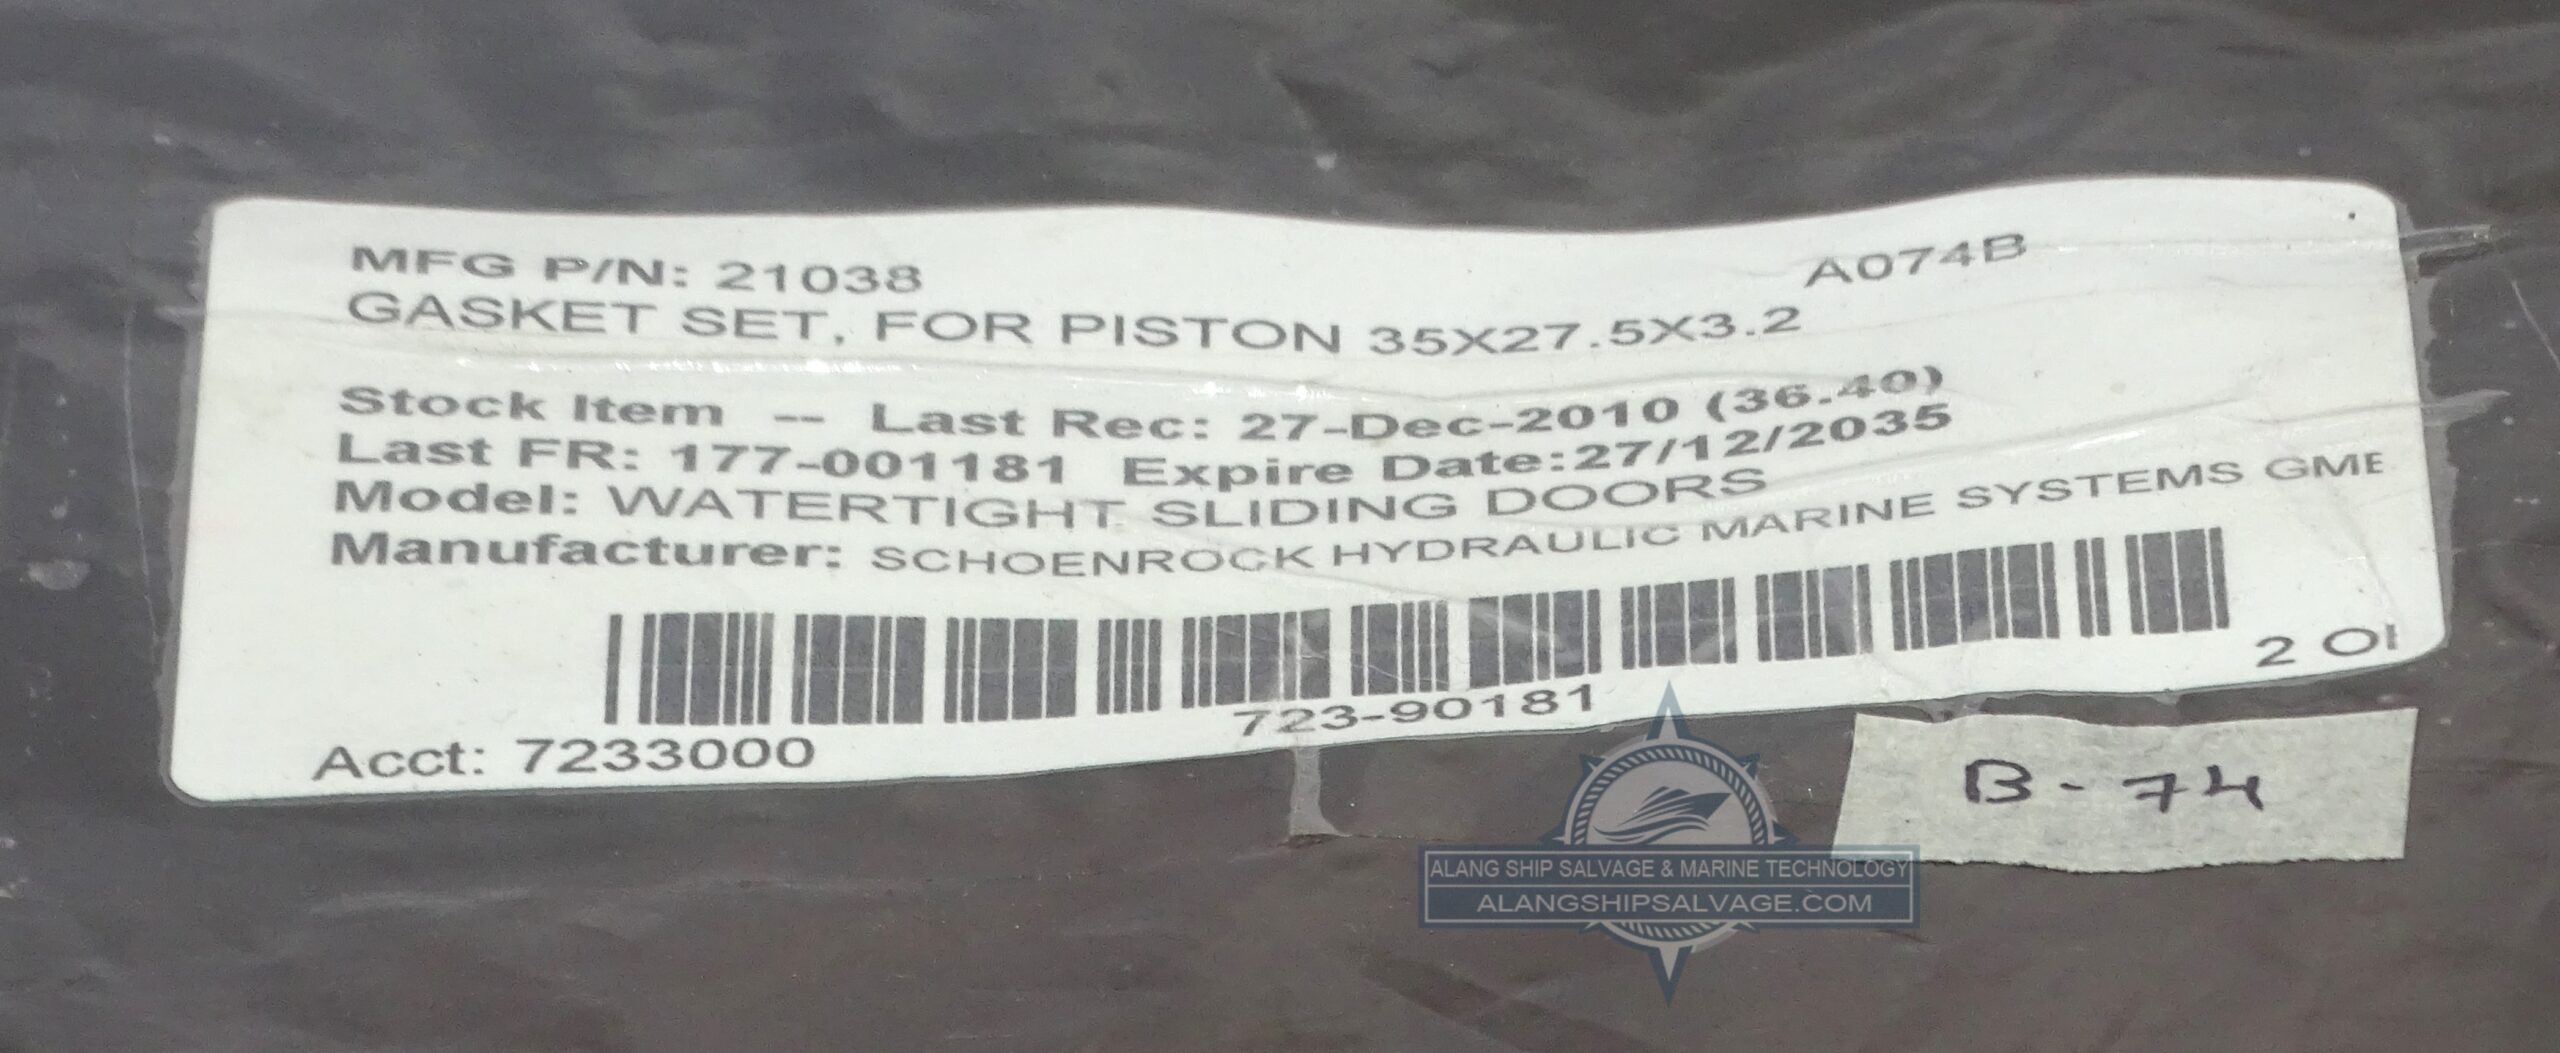 MFG P/N: 21038
A074B
GASKET SET, FOR PISTON 35X27.5X3.2
Stock Item -- Last Rec: 27-Dec-2010 (36.40)
Last FR: 177-001181 Expire Date:27/12/2035
Model: WATERTIGHT SLIDING DOORS
Manufacturer: SCHOENROCK HYDRAULIC MARINE SYSTEMS
723-90181
2
Acct: 7233000
B-74
ALANG SHIP SALVAGE & MARINE TECHNOLOGY
ALANGSHIPSALVAGE.COM